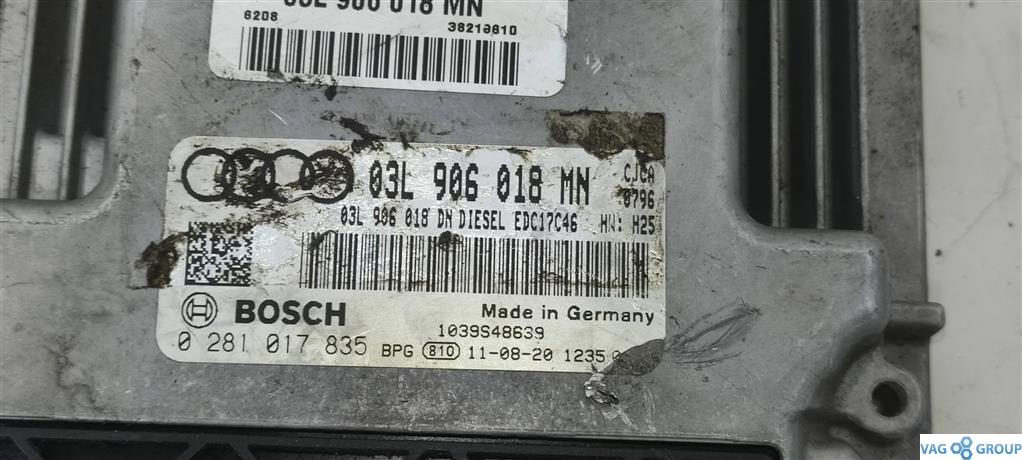 03L 906 018 MN
6208 38213610
03L 906 018 MN
CJCA
0796
03L 906 018 DN DIESEL EDC17C46 HW: H25
BOSCH
Made in Germany
1039S48639
0 281 017 835 BPG 810 11-08-20 1235
VAG GROUP